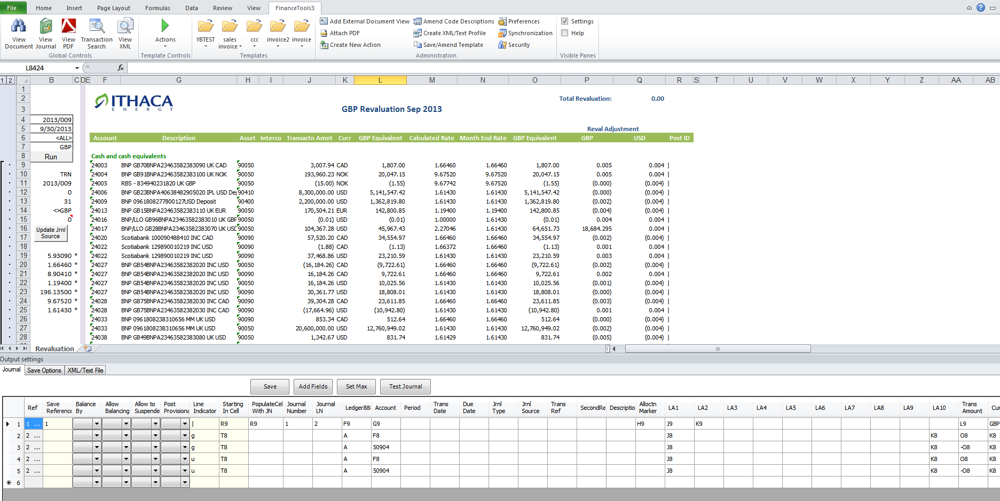 File Home Insert Page Layout Formulas Data Review View FinanceTools3
View Document View Journal View PDF Transaction Search View XML
Global Controls
Actions
Template Controls
YBTEST sales invoice ccc invoice2 invoice
Templates
Add External Document View Amend Code Descriptions Preferences
Attach PDF Create XML/Text Profile Synchronization
Create New Action Save/Amend Template Security
Administration
Settings
Help
Visible Panes
L8424 fx
1 2 B C D E F G H I J K L M N O P Q R S T U V W X Y Z AA AB
1
2 ITHACA ENERGY Total Revaluation: 0.00
3 GBP Revaluation Sep 2013
4 2013/009
5 9/30/2013 Reval Adjustment
6 <ALL> Account Description Asset Interco Transactn Amnt Curr GBP Equivalent Calculated Rate Month End Rate GBP Equivalent GBP USD Post ID
7 GBP
8 Run Cash and cash equivalents
9 24003 BNP GB70BNPA23463582383090 UK CAD 90050 3,007.94 CAD 1,807.00 1.66460 1.66460 1,807.00 0.005 0.004 |
10 TRN 24004 BNP GB91BNPA23463582383100 UK NOK 90050 193,960.23 NOK 20,047.15 9.67520 9.67520 20,047.15 0.005 0.004 |
11 2013/009 24005 RBS - 834940231820 UK GBP 90050 (15.00) NOK (1.55) 9.67742 9.67520 (1.55) (0.000) (0.004) |
12 0 24006 BNP GB23BNPA40638482905020 IPL USD De 90410 8,300,000.00 USD 5,141,547.42 1.61430 1.61430 5,141,547.42 (0.000) (0.004) |
13 31 24009 BNP 0961808277800127USD Deposit 90400 2,200,000.00 USD 1,362,819.80 1.61430 1.61430 1,362,819.80 (0.002) (0.004) |
14 <>GBP 24013 BNP GB15BNPA23463582383110 UK EUR 90050 170,504.21 EUR 142,800.85 1.19400 1.19400 142,800.85 (0.004) (0.004) |
15 0 24016 BNP/LLO GB96BNPA23463582383010 UK GBP 90050 (0.01) USD (0.01) 1.00000 1.61430 (0.01) 0.004 0.004 |
16 Update Jrnl Source 24017 BNP/LLO GB28BNPA23463582383070 UK USD 90050 104,367.28 USD 45,967.43 2.27046 1.61430 64,651.73 18,684.295 0.004 |
17 24020 Scotiabank 100090488410 INC CAD 90090 57,520.20 CAD 34,554.97 1.66460 1.66460 34,554.97 (0.002) (0.004) |
18 24022 Scotiabank 129890010219 INC USD 90090 (1.88) CAD (1.13) 1.66372 1.66460 (1.13) 0.001 0.004 |
19 5.93090 * 24022 Scotiabank 129890010219 INC USD 90090 37,468.86 USD 23,210.59 1.61430 1.61430 23,210.59 0.003 0.004 |
20 1.66460 * 24027 BNP GB54BNPA23463582382020 INC USD 90050 (16,184.26) CAD (9,722.61) 1.66460 1.66460 (9,722.61) (0.002) (0.004) |
21 8.90410 * 24027 BNP GB54BNPA23463582382020 INC USD 90090 16,184.26 CAD 9,722.61 1.66460 1.66460 9,722.61 0.002 0.004 |
22 1.19400 * 24027 BNP GB54BNPA23463582382020 INC USD 90050 16,184.26 USD 10,025.56 1.61430 1.61430 10,025.56 (0.001) (0.004) |
23 196.13500 * 24027 BNP GB54BNPA23463582382020 INC USD 90090 30,361.77 USD 18,808.01 1.61430 1.61430 18,808.01 (0.000) (0.004) |
24 9.67520 * 24028 BNP GB75BNPA23463582382030 INC CAD 90090 39,304.28 CAD 23,611.85 1.66460 1.66460 23,611.85 (0.003) (0.004) |
25 1.61430 * 24028 BNP GB75BNPA23463582382030 INC CAD 90090 (17,664.96) USD (10,942.80) 1.61430 1.61430 (10,942.80) 0.001 0.004 |
26 24033 BNP 0961808238310656 MM UK USD 90090 853.34 CAD 512.64 1.66460 1.66460 512.64 (0.000) (0.004) |
27 24033 BNP 0961808238310656 MM UK USD 90050 20,600,000.00 USD 12,760,949.02 1.61430 1.61430 12,760,949.02 (0.002) (0.004) |
28 24038 BNP GB49BNPA23463582383080 UK USD 90050 1,342.67 USD 831.74 1.61429 1.61430 831.74 (0.005) (0.004) |
Revaluation
Output settings
Journal Save Options XML/Text File
Save Add Fields Set Max Test Journal
Ref Save Reference Balance By Allow Balancing Allow to Suspende Post Provisiona Line Indicator Starting In Cell PopulateCel With JN Journal Number Journal LN Ledger88 Account Period Trans Date Due Date Jrnl Type Jrnl Source Trans Ref SecondRe Descriptio Alloctn Marker LA1 LA2 LA3 LA4 LA5 LA6 LA7 LA8 LA9 LA10 Trans Amount Cur
1 1 ... 1 | R9 R9 1 2 F9 G9 H9 J9 K9 L9 GBP
2 2 ... g T8 A F8 J8 K8 O8 K8
3 2 ... g T8 A 50904 J8 K8 -O8 K8
4 2 ... u T8 A F8 J8 K8 O8 K8
5 2 ... u T8 A 50904 J8 K8 -O8 K8
* 6